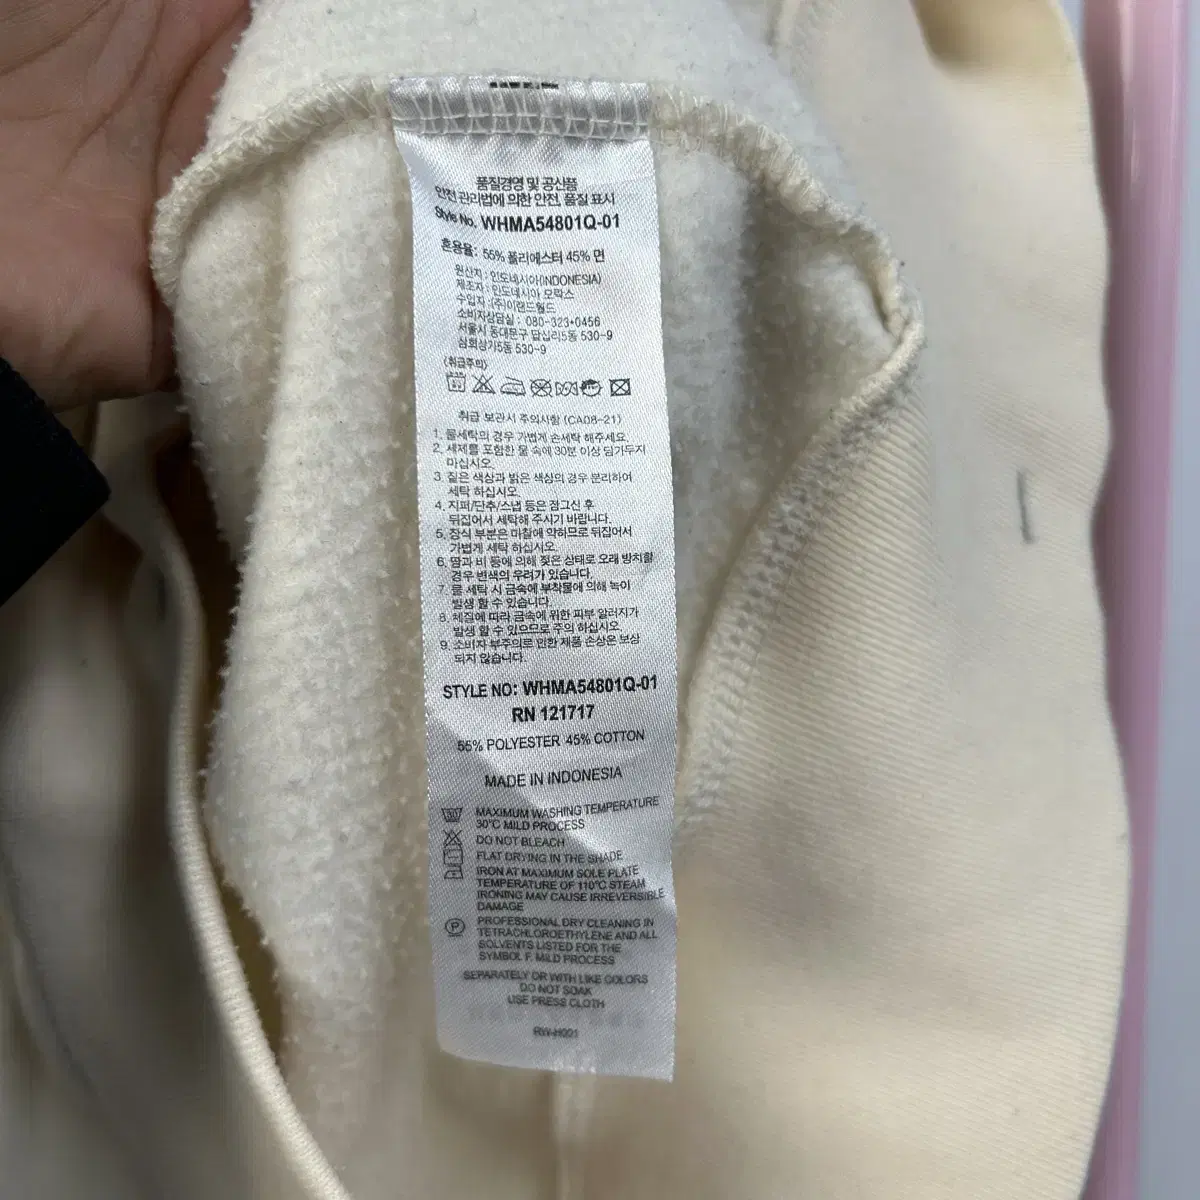 품질경영 및 공산품
안전 관리법에 의한 안전, 품질 표시
Style No. WHMA54801Q-01
혼용율: 55% 폴리에스터 45% 면
원산지: 인도네시아(INDONESIA)
제조자: 인도네시아 모락스
수입자: (주)이랜드월드
소비자상담실: 080-323-0456
서울시 동대문구 답십리5동 530-9
삼희상가5동 530-9
<취급주의>
취급 보관시 주의사항 (CA08-21)
1. 물세탁의 경우 가볍게 손세탁 해주세요.
2. 세제를 포함한 물 속에 30분 이상 담가두지
마십시오.
3. 짙은 색상과 밝은 색상의 경우 분리하여
세탁 하십시오.
4. 지퍼/단추/스냅 등은 잠그신 후
뒤집어서 세탁해 주시기 바랍니다.
5. 장식 부분은 마찰에 약하므로 뒤집어서
가볍게 세탁 하십시오.
6. 땀과 비 등에 의해 젖은 상태로 오래 방치할
경우 변색의 우려가 있습니다.
7. 물 세탁 시 금속에 부착물에 의해 녹이
발생 할 수 있습니다.
8. 체질에 따라 금속에 위한 피부 알러지가
발생 할 수 있으므로 주의 하십시오
9. 소비자 부주의로 인한 제품 손상은 보상
되지 않습니다.
STYLE NO: WHMA54801Q-01
RN 121717
55% POLYESTER 45% COTTON
MADE IN INDONESIA
MAXIMUM WASHING TEMPERATURE
30°C MILD PROCESS
DO NOT BLEACH
FLAT DRYING IN THE SHADE
IRON AT MAXIMUM SOLE PLATE
TEMPERATURE OF 110°C STEAM
IRONING MAY CAUSE IRREVERSIBLE
DAMAGE
P PROFESSIONAL DRY CLEANING IN
TETRACHLOROETHYLENE AND ALL
SOLVENTS LISTED FOR THE
SYMBOL F. MILD PROCESS
SEPARATELY OR WITH LIKE COLORS
DO NOT SOAK
USE PRESS CLOTH
RW-H001